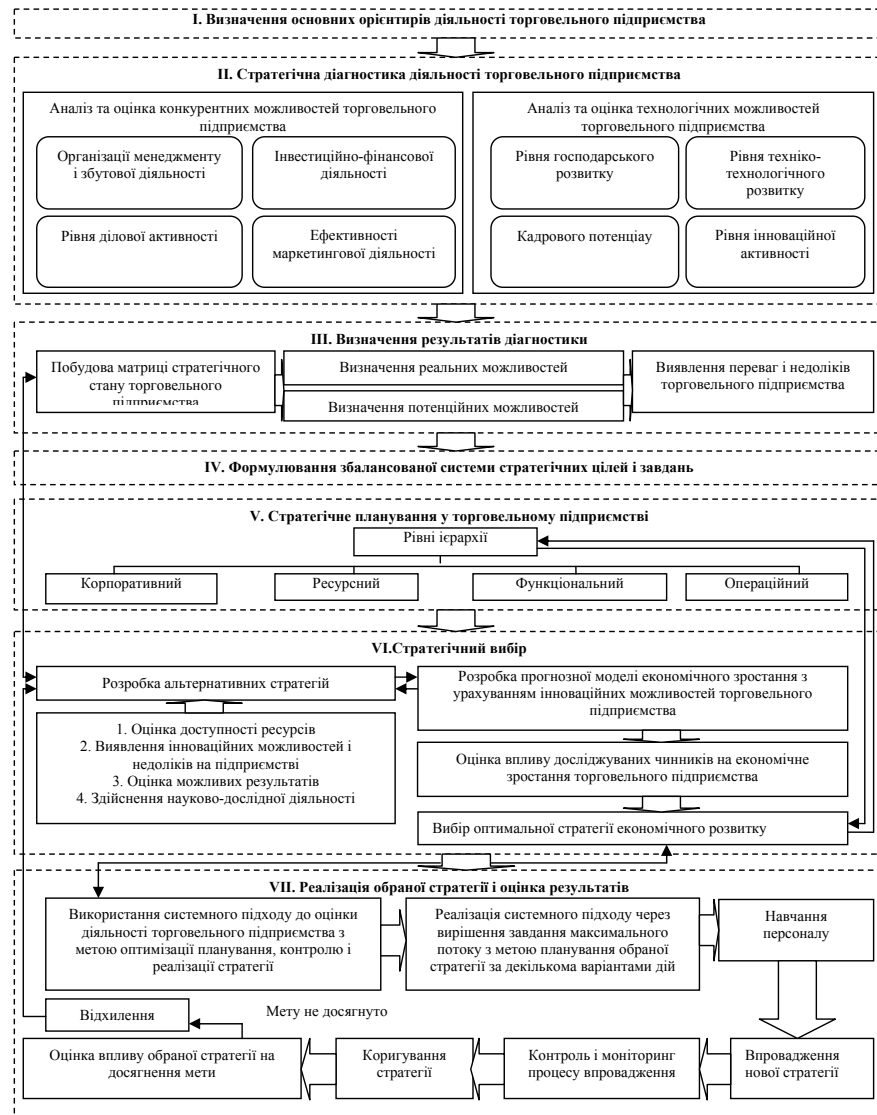 І. Визначення основних орієнтирів діяльності торговельного підприємства
ІІ. Стратегічна діагностика діяльності торговельного підприємства
Аналіз та оцінка конкурентних можливостей торговельного
підприємства
Організації менеджменту
і збутової діяльності
Інвестиційно-фінансової
діяльності
Рівня ділової активності
Ефективності
маркетингової діяльності
Аналіз та оцінка технологічних можливостей
торговельного підприємства
Рівня господарського
розвитку
Рівня техніко-
технологічного
розвитку
Кадрового потенціау
Рівня інноваційної
активності
ІІІ. Визначення результатів діагностики
Побудова матриці стратегічного
стану торговельного
підприємства
Визначення реальних можливостей
Визначення потенційних можливостей
Виявлення переваг і недоліків
торговельного підприємства
IV. Формулювання збалансованої системи стратегічних цілей і завдань
V. Стратегічне планування у торговельному підприємстві
Рівні ієрархії
Корпоративний
Ресурсний
Функціональний
Операційний
VI.Стратегічний вибір
Розробка альтернативних стратегій
1. Оцінка доступності ресурсів
2. Виявлення інноваційних можливостей і
недоліків на підприємстві
3. Оцінка можливих результатів
4. Здійснення науково-дослідної діяльності
Розробка прогнозної моделі економічного зростання з
урахуванням інноваційних можливостей торговельного
підприємства
Оцінка впливу досліджуваних чинників на економічне
зростання торговельного підприємства
Вибір оптимальної стратегії економічного розвитку
VII. Реалізація обраної стратегії і оцінка результатів
Використання системного підходу до оцінки
діяльності торговельного підприємства з
метою оптимізації планування, контролю і
реалізації стратегії
Реалізація системного підходу через
вирішення завдання максимального
потоку з метою планування обраної
стратегії за декількома варіантами дій
Навчання
персоналу
Відхилення
Мету не досягнуто
Оцінка впливу обраної стратегії на
досягнення мети
Коригування
стратегії
Контроль і моніторинг
процесу впровадження
Впровадження
нової стратегії